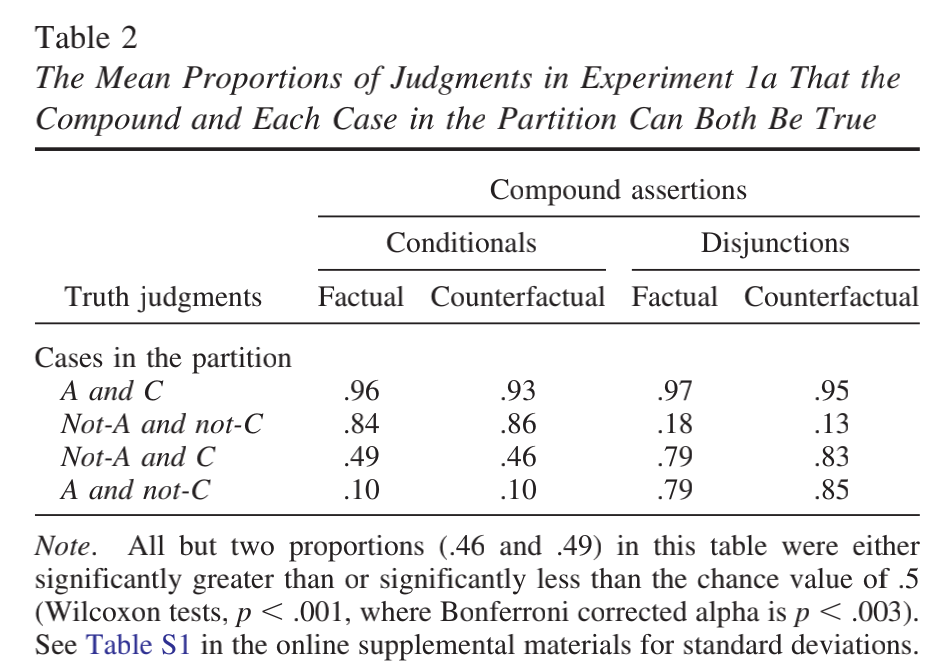 Table 2
The Mean Proportions of Judgments in Experiment 1a That the
Compound and Each Case in the Partition Can Both Be True
Compound assertions
Conditionals Disjunctions
Truth judgments Factual Counterfactual Factual Counterfactual
Cases in the partition
A and C .96 .93 .97 .95
Not-A and not-C .84 .86 .18 .13
Not-A and C .49 .46 .79 .83
A and not-C .10 .10 .79 .85
Note. All but two proportions (.46 and .49) in this table were either
significantly greater than or significantly less than the chance value of .5
(Wilcoxon tests, p < .001, where Bonferroni corrected alpha is p < .003).
See Table S1 in the online supplemental materials for standard deviations.